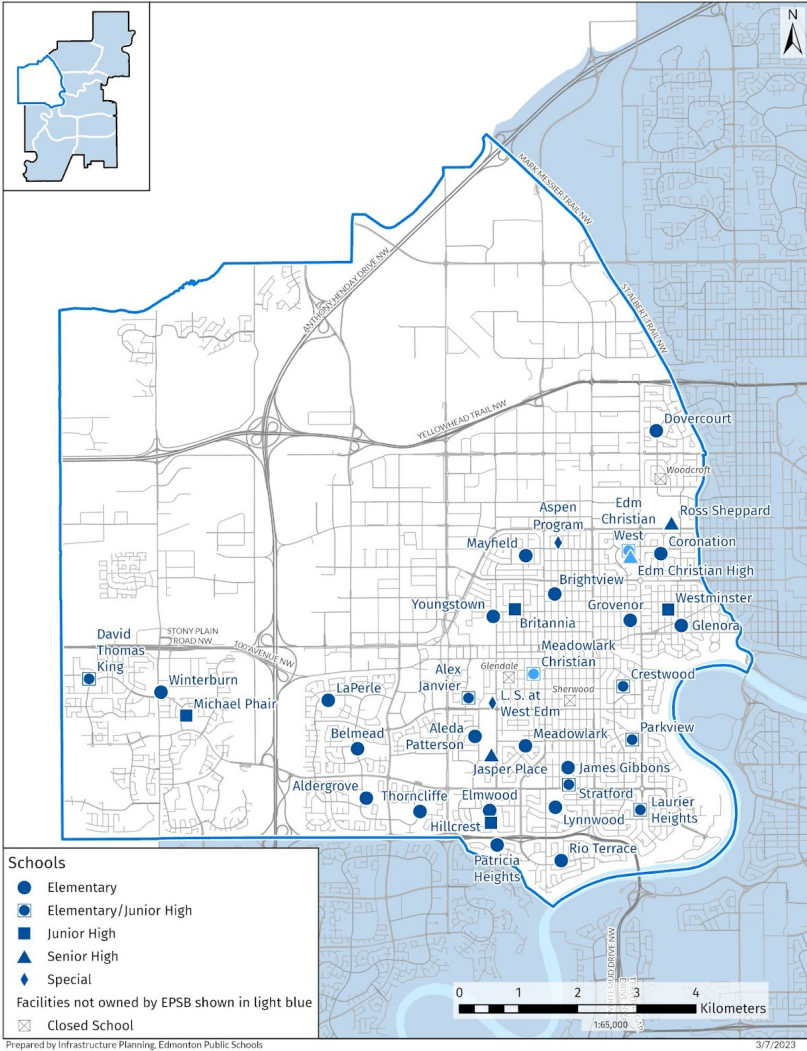 N
MARK MESSIER TRAIL NW
ANTHONY HENDAY DRIVE NW
ST ALBERT TRAIL NW
YELLOWHEAD TRAIL NW
Dovercourt
Woodcroft
Aspen
Program
Edm
Christian
West
Ross Sheppard
Mayfield
Coronation
Edm Christian High
Brightview
Youngstown
Britannia
Grovenor
Westminster
Glenora
David
Thomas
King
STONY PLAIN
ROAD NW
100 AVENUE NW
Winterburn
Michael Phair
LaPerle
Alex
Janvier
Glendale
Meadowlark
Christian
Sherwood
Crestwood
L. S. at
West Edm
Belmead
Aleda
Patterson
Meadowlark
Parkview
Jasper Place
James Gibbons
Aldergrove
Thorncliffe
Elmwood
Stratford
Hillcrest
Lynnwood
Laurier
Heights
Patricia
Heights
Rio Terrace
Schools
Elementary
Elementary/Junior High
Junior High
Senior High
Special
Facilities not owned by EPSB shown in light blue
Closed School
0 1 2 3 4
Kilometers
1:65,000
Prepared by Infrastructure Planning, Edmonton Public Schools
3/7/2023